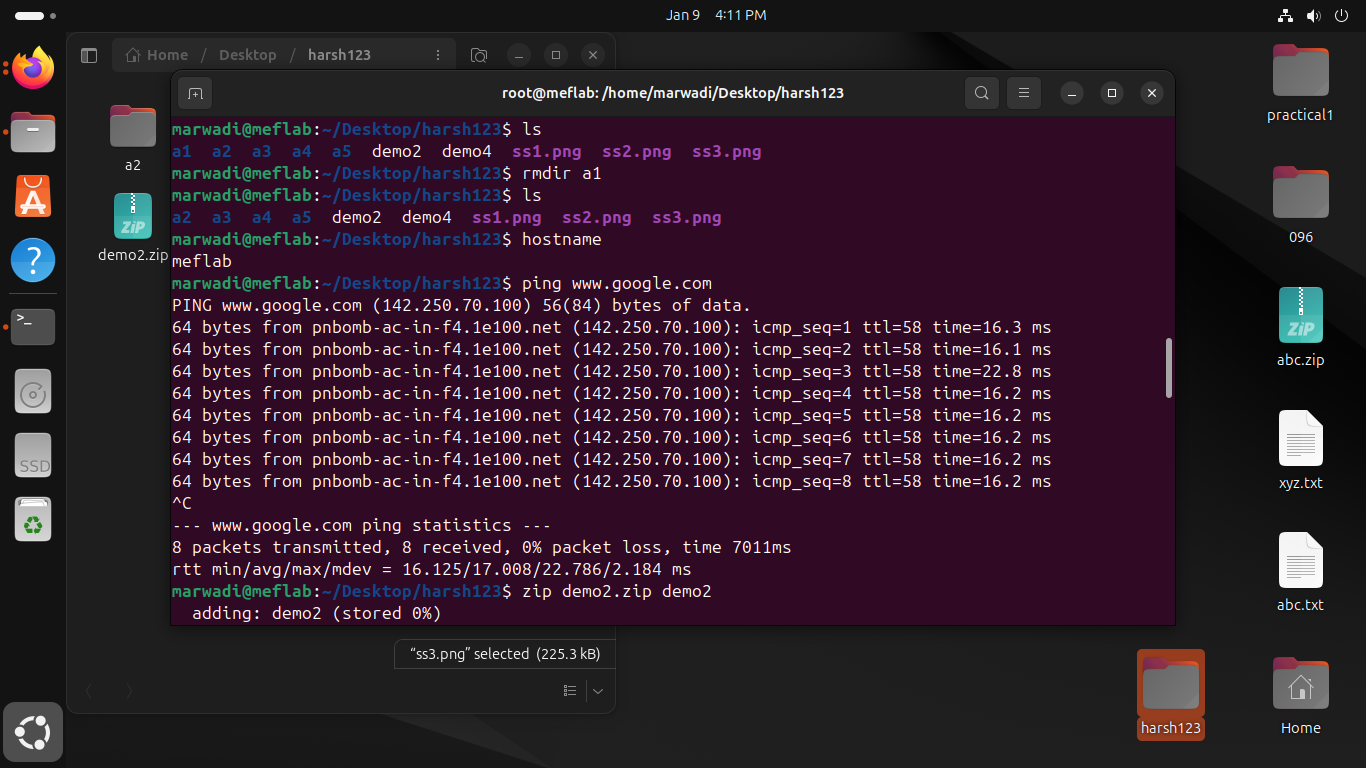 Jan 9 4:11 PM
Home / Desktop / harsh123
root@meflab: /home/marwadi/Desktop/harsh123
a2
ZiP
demo2.zip
marwadi@meflab:~/Desktop/harsh123$ ls
a1 a2 a3 a4 a5 demo2 demo4 ss1.png ss2.png ss3.png
marwadi@meflab:~/Desktop/harsh123$ rmdir a1
marwadi@meflab:~/Desktop/harsh123$ ls
a2 a3 a4 a5 demo2 demo4 ss1.png ss2.png ss3.png
marwadi@meflab:~/Desktop/harsh123$ hostname
meflab
marwadi@meflab:~/Desktop/harsh123$ ping www.google.com
PING www.google.com (142.250.70.100) 56(84) bytes of data.
64 bytes from pnbomb-ac-in-f4.1e100.net (142.250.70.100): icmp_seq=1 ttl=58 time=16.3 ms
64 bytes from pnbomb-ac-in-f4.1e100.net (142.250.70.100): icmp_seq=2 ttl=58 time=16.1 ms
64 bytes from pnbomb-ac-in-f4.1e100.net (142.250.70.100): icmp_seq=3 ttl=58 time=22.8 ms
64 bytes from pnbomb-ac-in-f4.1e100.net (142.250.70.100): icmp_seq=4 ttl=58 time=16.2 ms
64 bytes from pnbomb-ac-in-f4.1e100.net (142.250.70.100): icmp_seq=5 ttl=58 time=16.2 ms
64 bytes from pnbomb-ac-in-f4.1e100.net (142.250.70.100): icmp_seq=6 ttl=58 time=16.2 ms
64 bytes from pnbomb-ac-in-f4.1e100.net (142.250.70.100): icmp_seq=7 ttl=58 time=16.2 ms
64 bytes from pnbomb-ac-in-f4.1e100.net (142.250.70.100): icmp_seq=8 ttl=58 time=16.2 ms
^C
--- www.google.com ping statistics ---
8 packets transmitted, 8 received, 0% packet loss, time 7011ms
rtt min/avg/max/mdev = 16.125/17.008/22.786/2.184 ms
marwadi@meflab:~/Desktop/harsh123$ zip demo2.zip demo2
adding: demo2 (stored 0%)
“ss3.png” selected (225.3 kB)
SSD
practical1
096
ZiP
abc.zip
xyz.txt
abc.txt
harsh123
Home